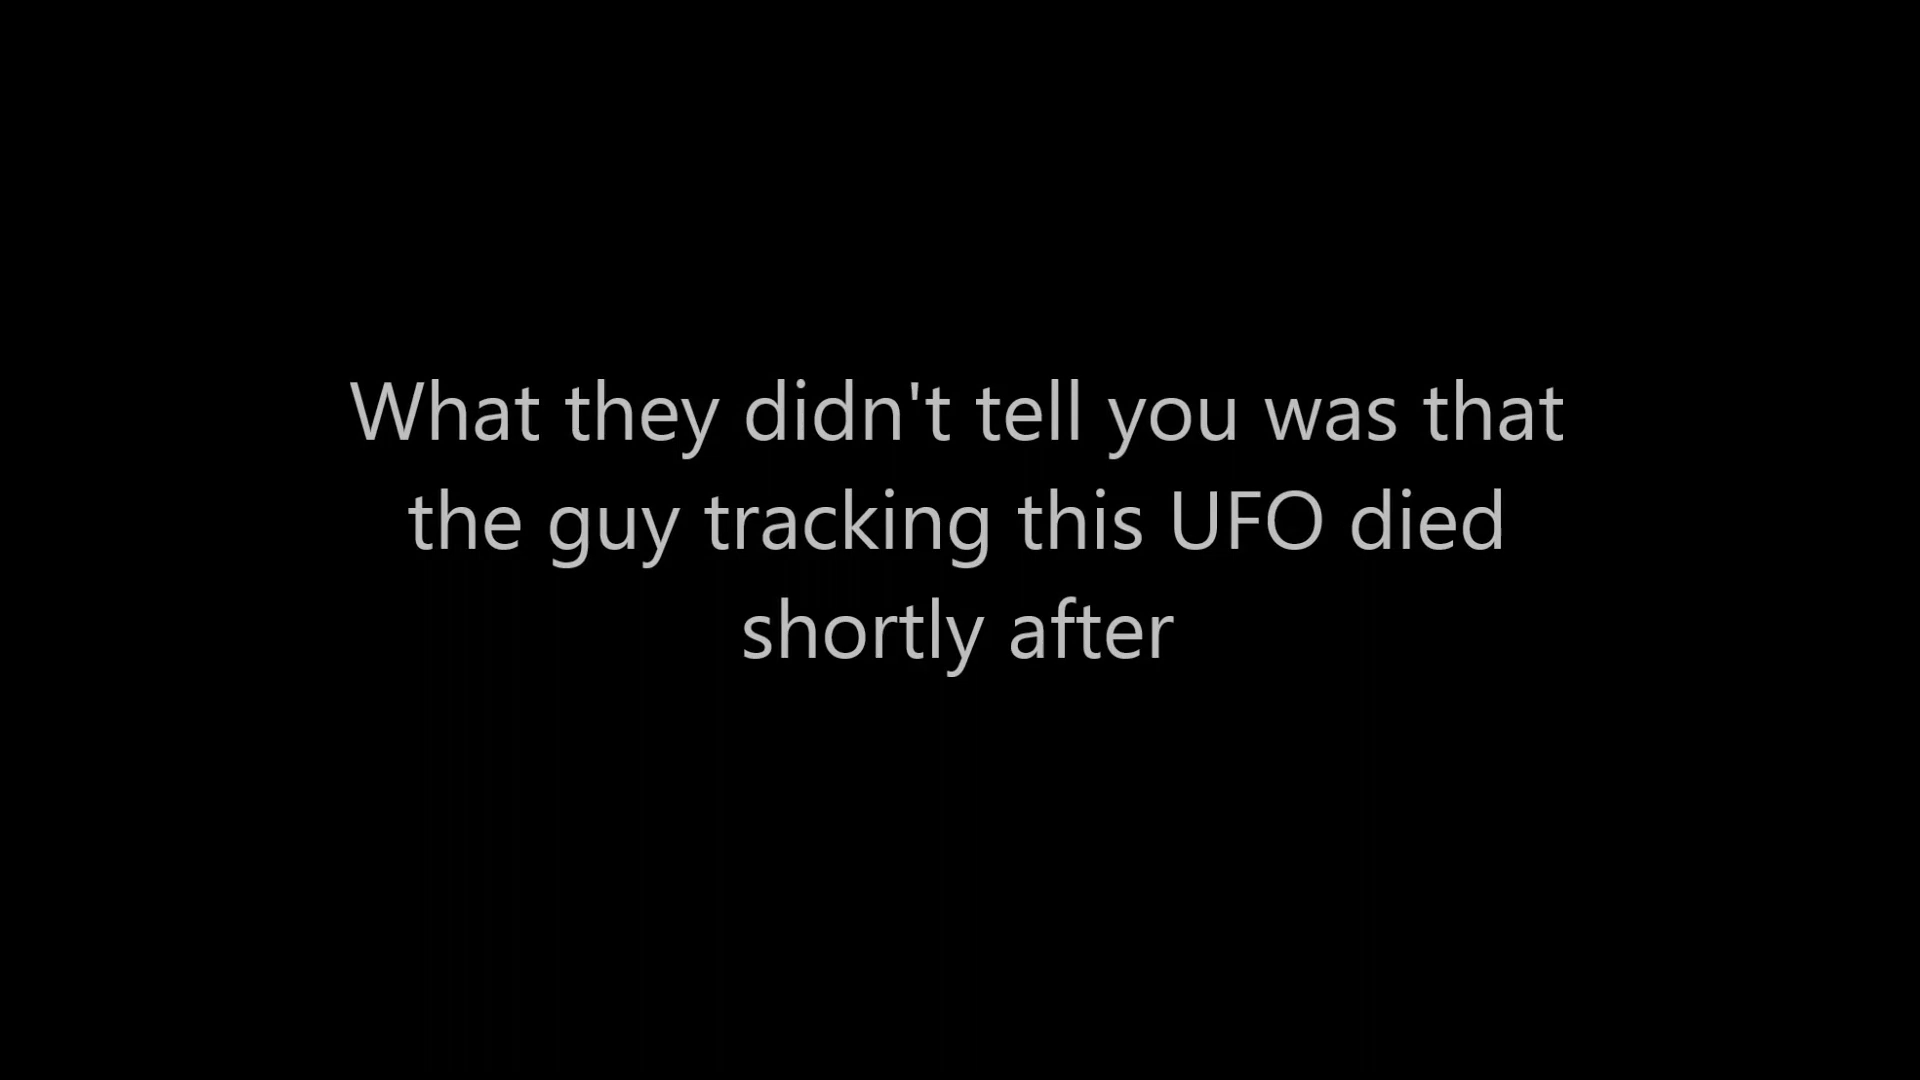 What they didn't tell you was that
the guy tracking this UFO died
shortly after